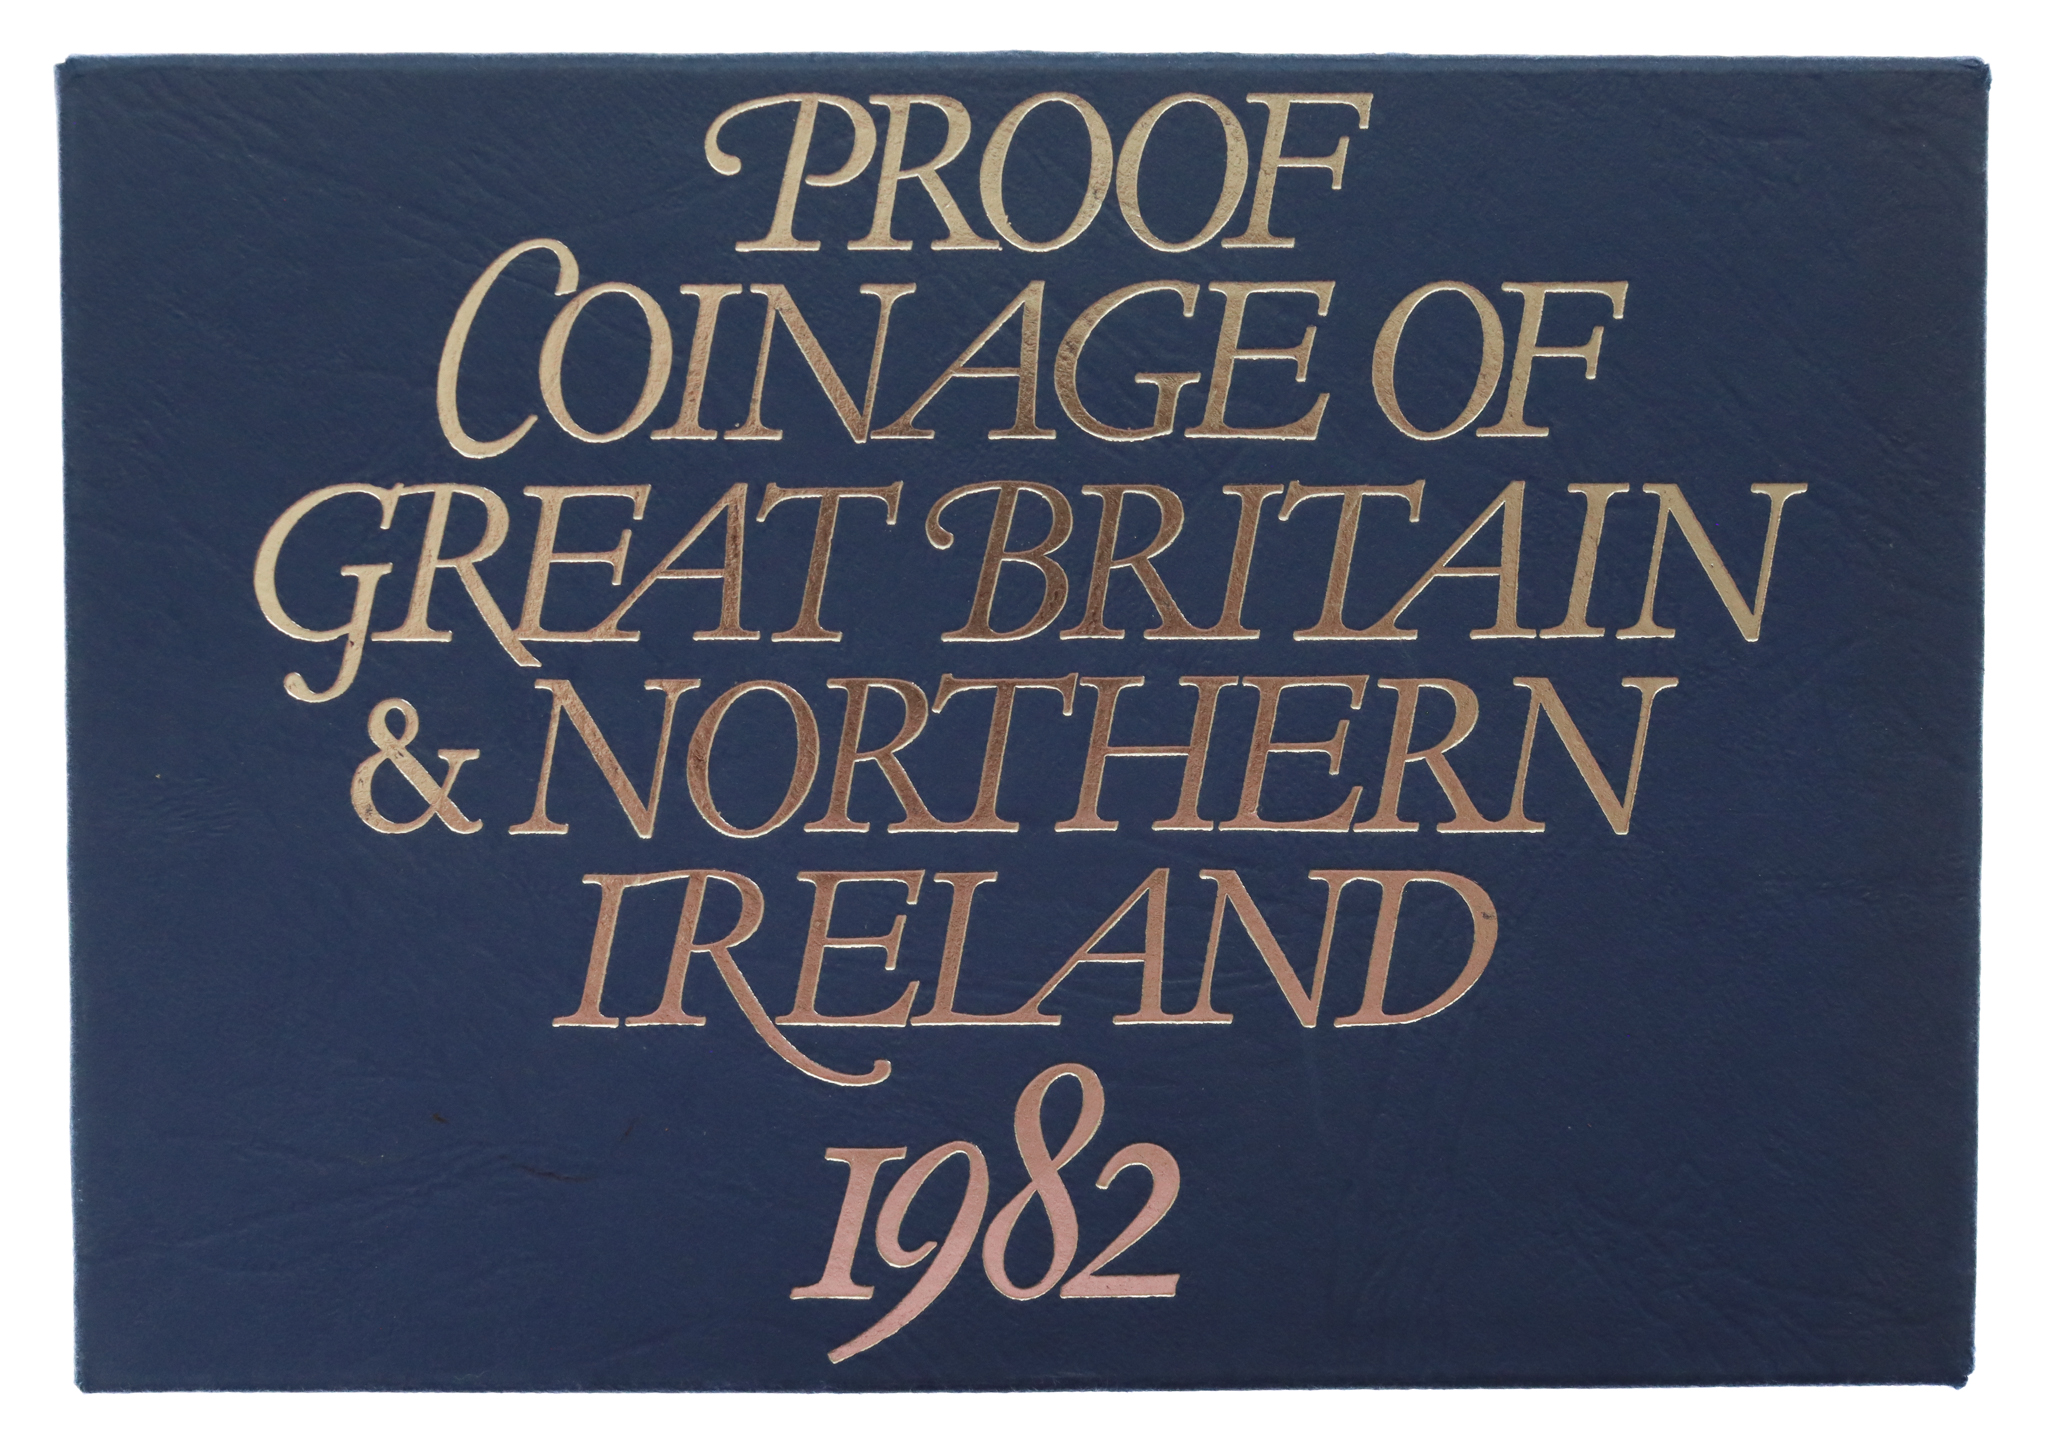 PROOF
COINAGE OF
GREAT BRITAIN
& NORTHERN
IRELAND
1982